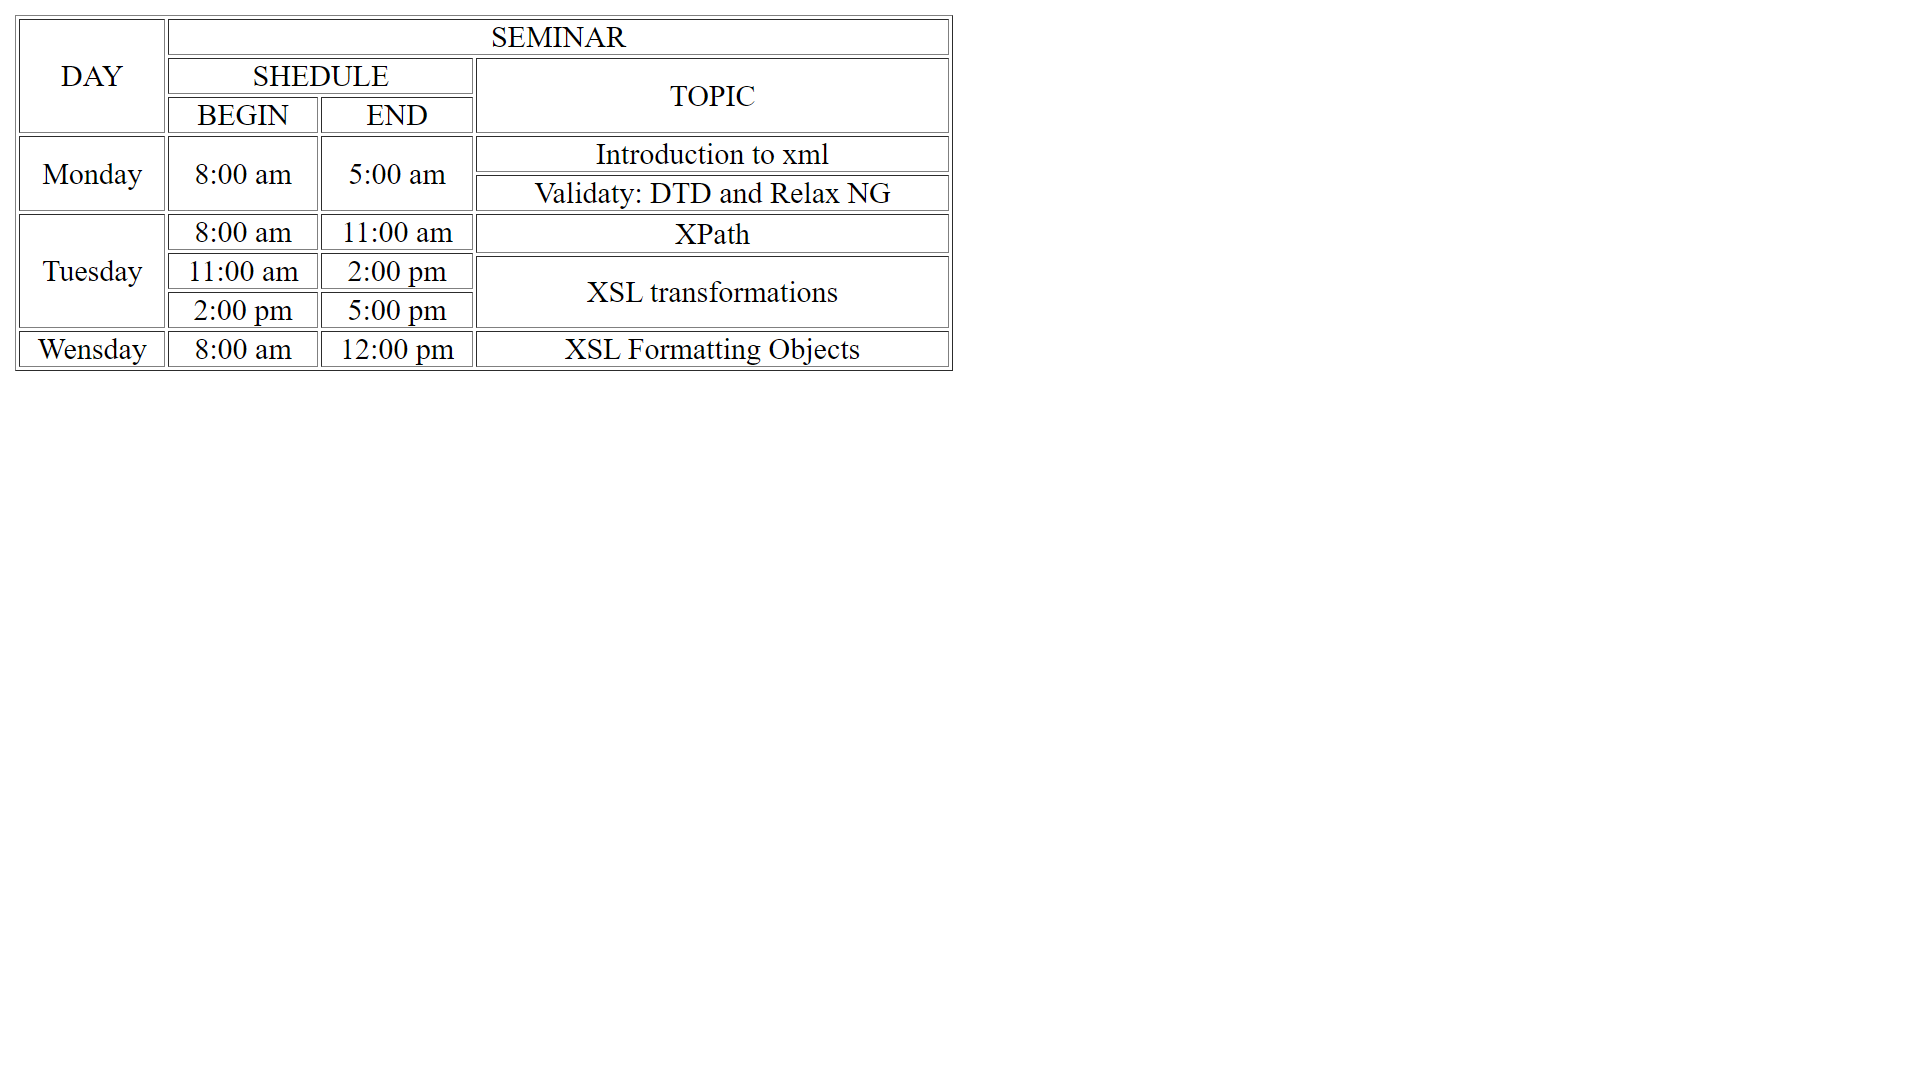 DAY SEMINAR
SHEDULE TOPIC
BEGIN END
Monday 8:00 am 5:00 am Introduction to xml
Validaty: DTD and Relax NG
Tuesday 8:00 am 11:00 am XPath
11:00 am 2:00 pm XSL transformations
2:00 pm 5:00 pm
Wensday 8:00 am 12:00 pm XSL Formatting Objects